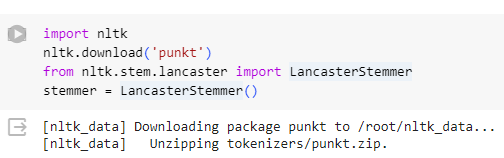 import nltk
nltk.download('punkt')
from nltk.stem.lancaster import LancasterStemmer
stemmer = LancasterStemmer()
[nltk_data] Downloading package punkt to /root/nltk_data...
[nltk_data]   Unzipping tokenizers/punkt.zip.